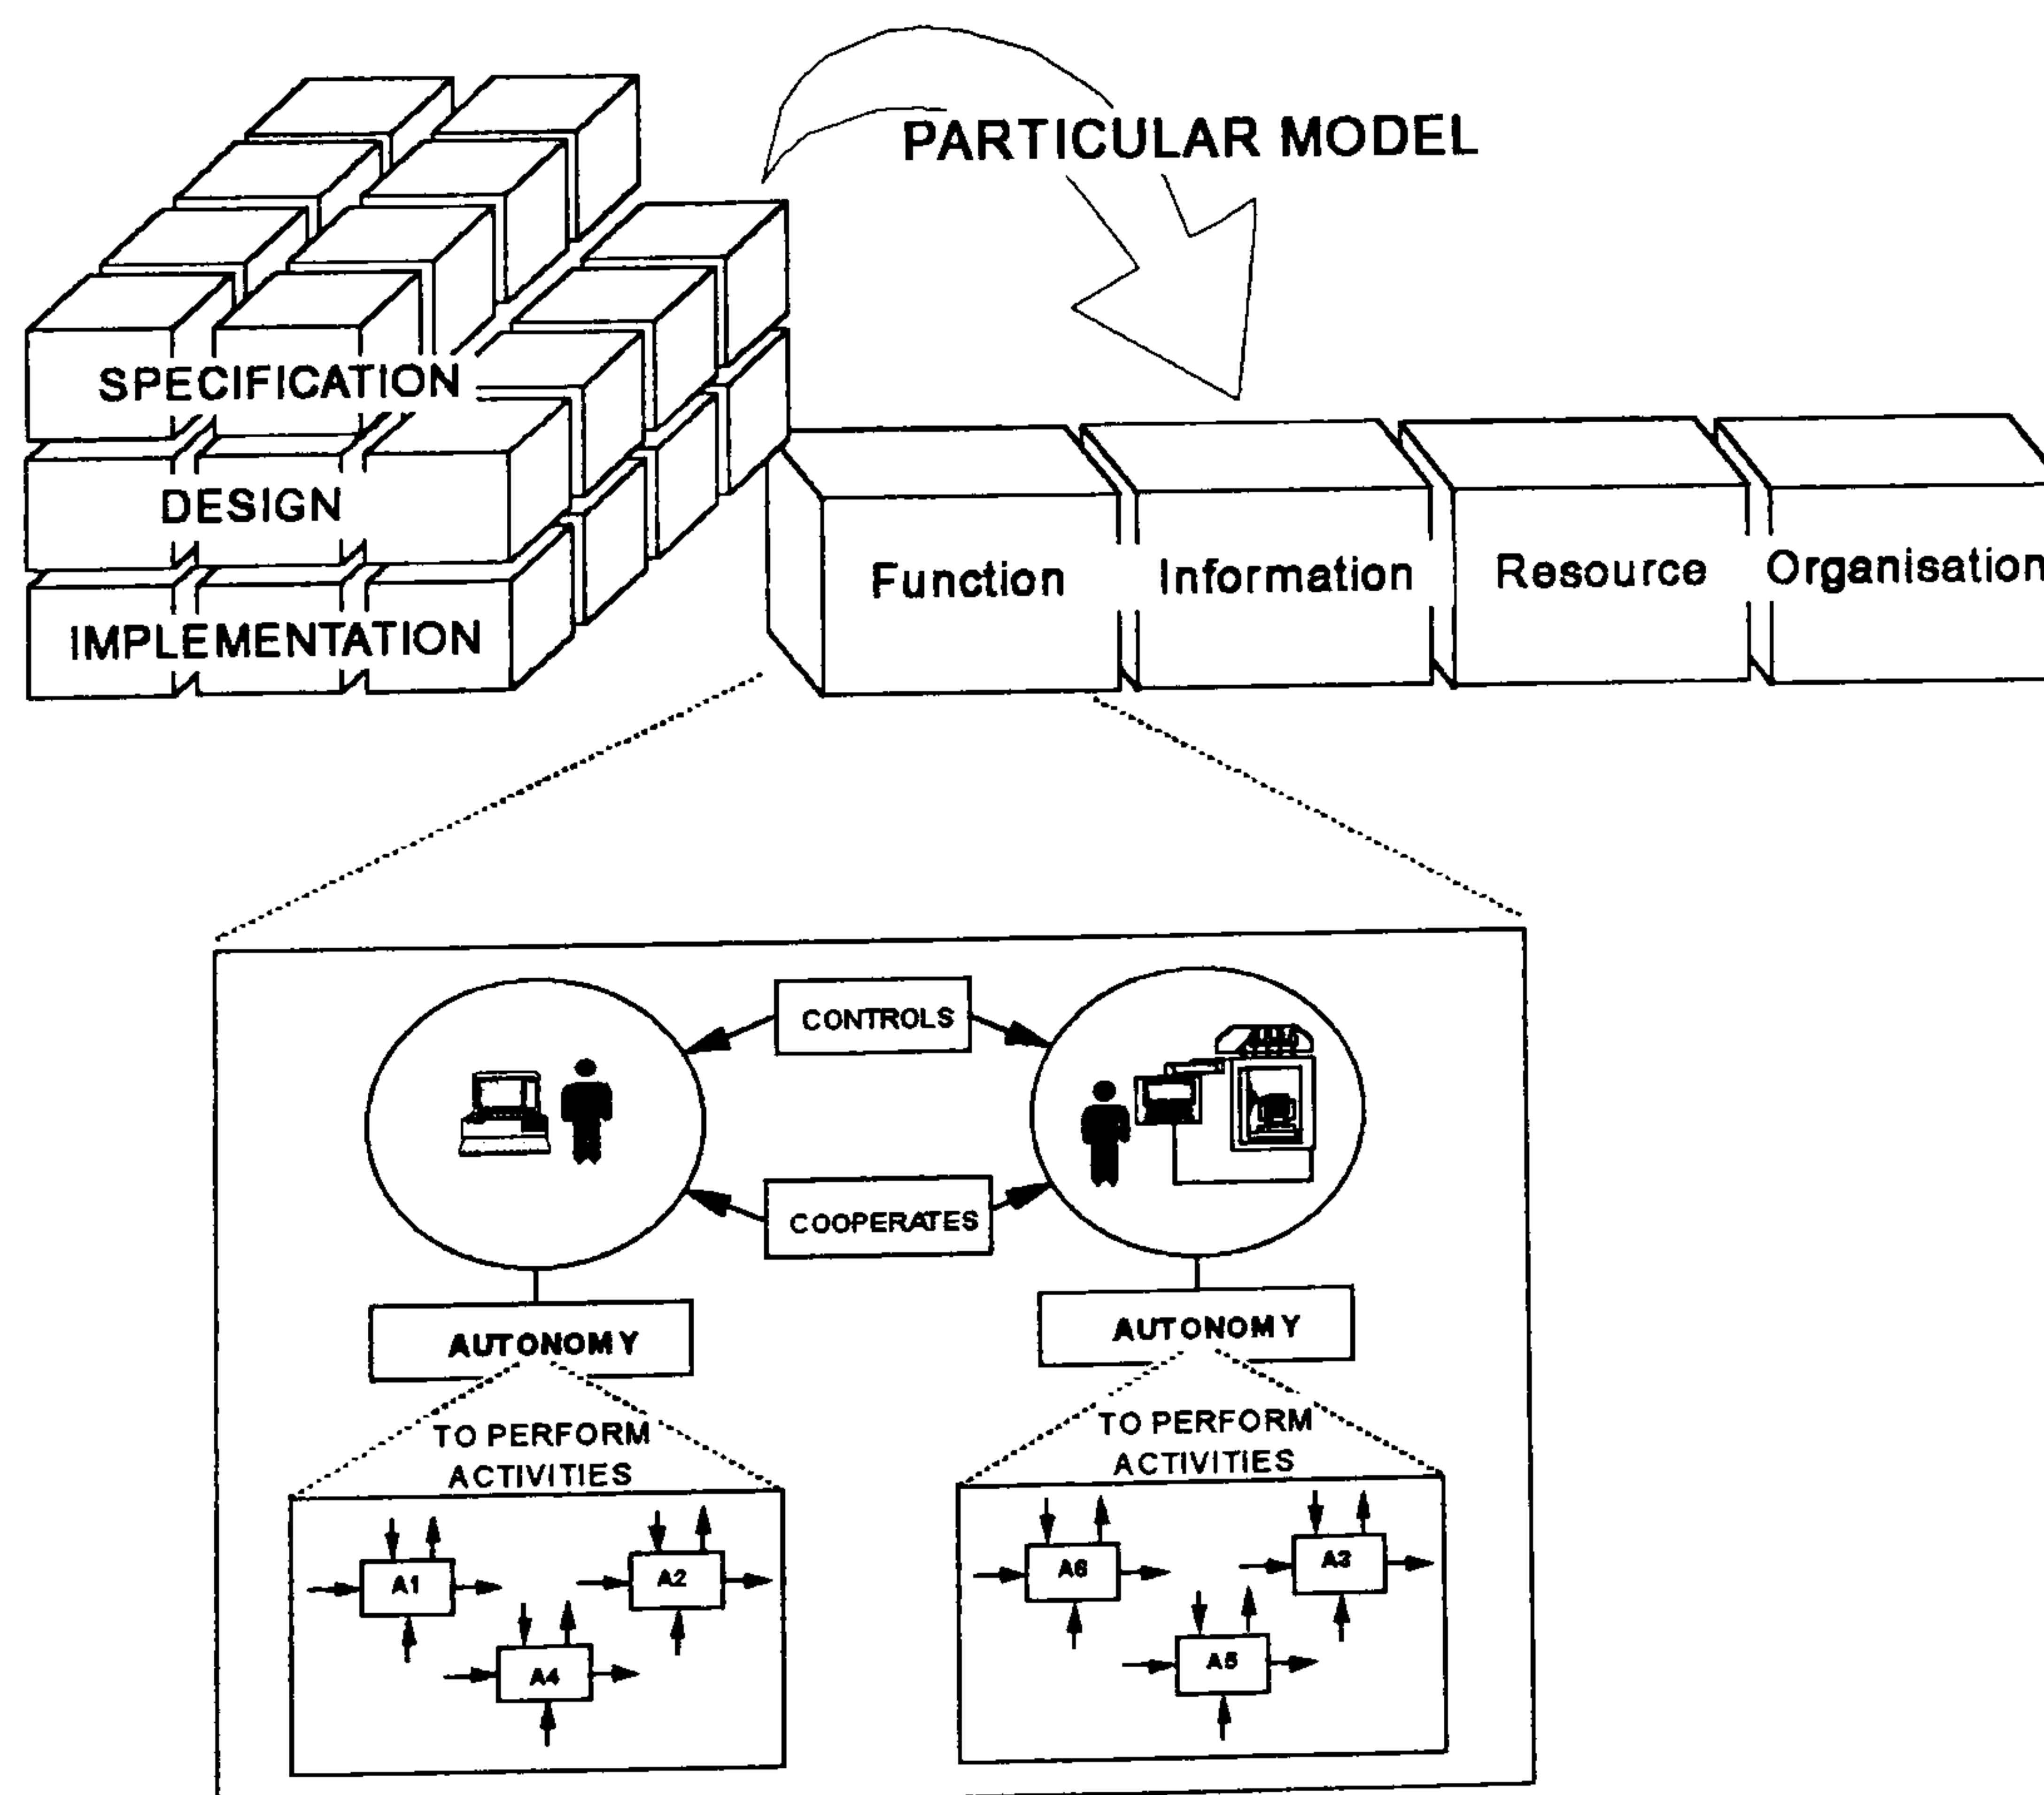 PARTICULAR MODEL
SPECIFICATION
DESIGN
IMPLEMENTATION
Function
Information
Resource
Organisation
CONTROLS
COOPERATES
AUTONOMY
AUTONOMY
TO PERFORM
ACTIVITIES
TO PERFORM
ACTIVITIES
A1
A2
A4
A6
A3
A5